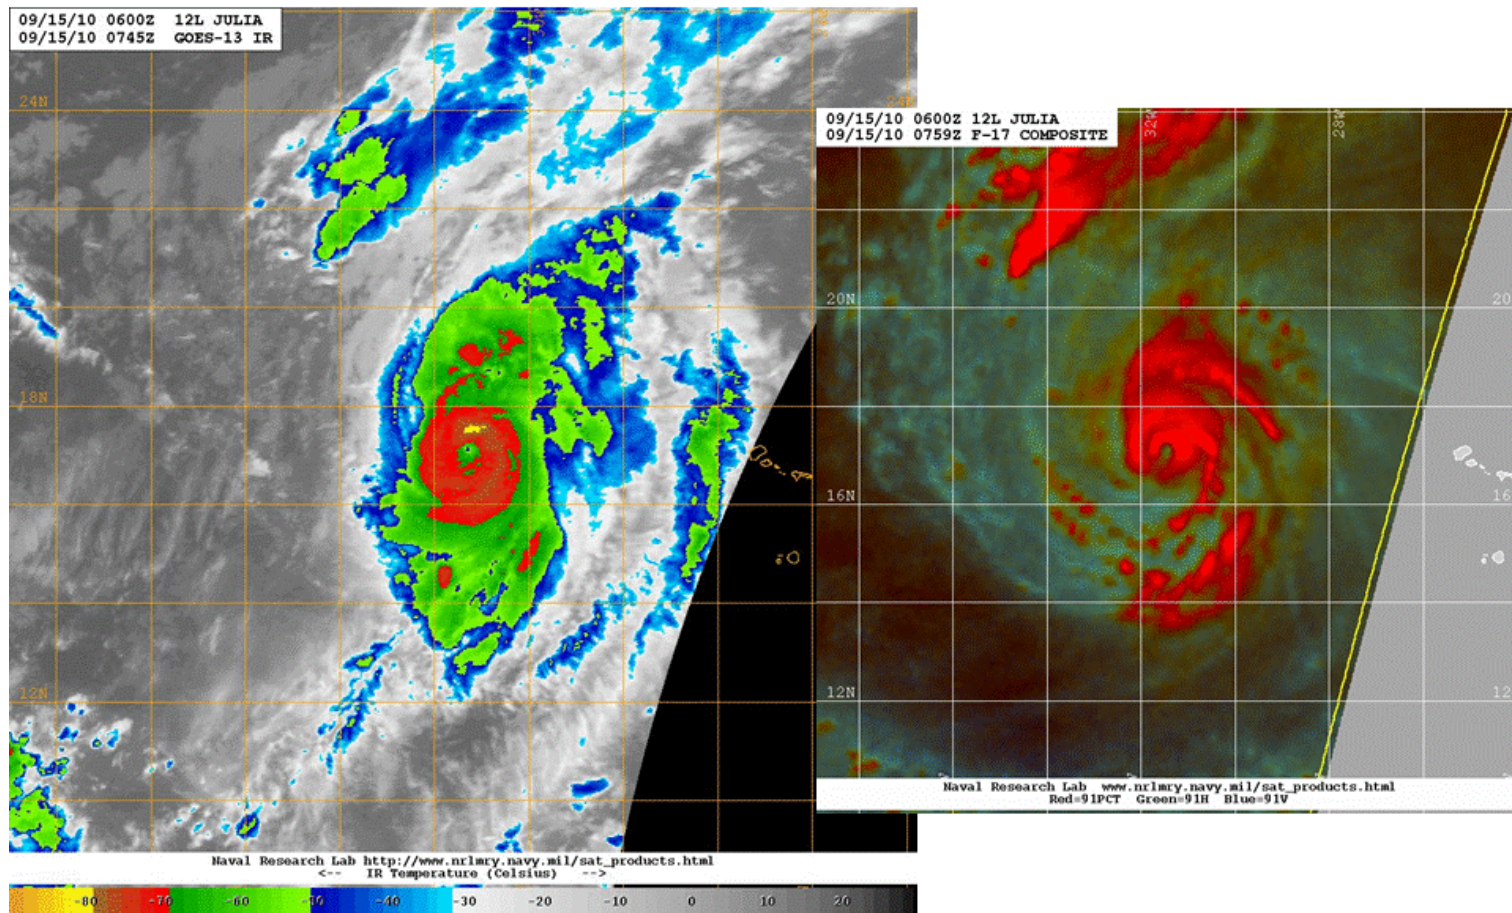 09/15/10 0600Z 12L JULIA
09/15/10 0745Z GOES-13 IR
24N
18N
12N
Naval Research Lab http://www.nrlmry.navy.mil/sat_products.html
<-- IR Temperature (Celsius) -->
-80 -70 -60 -50 -40 -30 -20 -10 0 10 20
09/15/10 0600Z 12L JULIA
09/15/10 0759Z F-17 COMPOSITE
32W
28W
20N
16N
12N
Naval Research Lab www.nrlmry.navy.mil/sat_products.html
Red=91PCT Green=91H Blue=91V